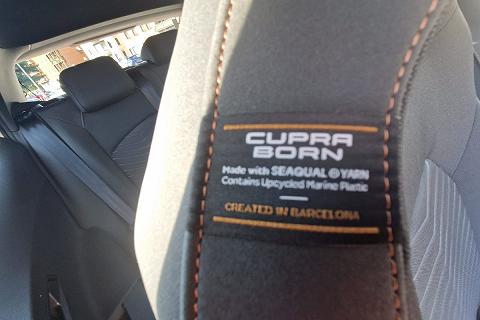 CUPRA
BORN
Made with SEAQUAL YARN
Contains Upcycled Marine Plastic
CREATED IN BARCELONA